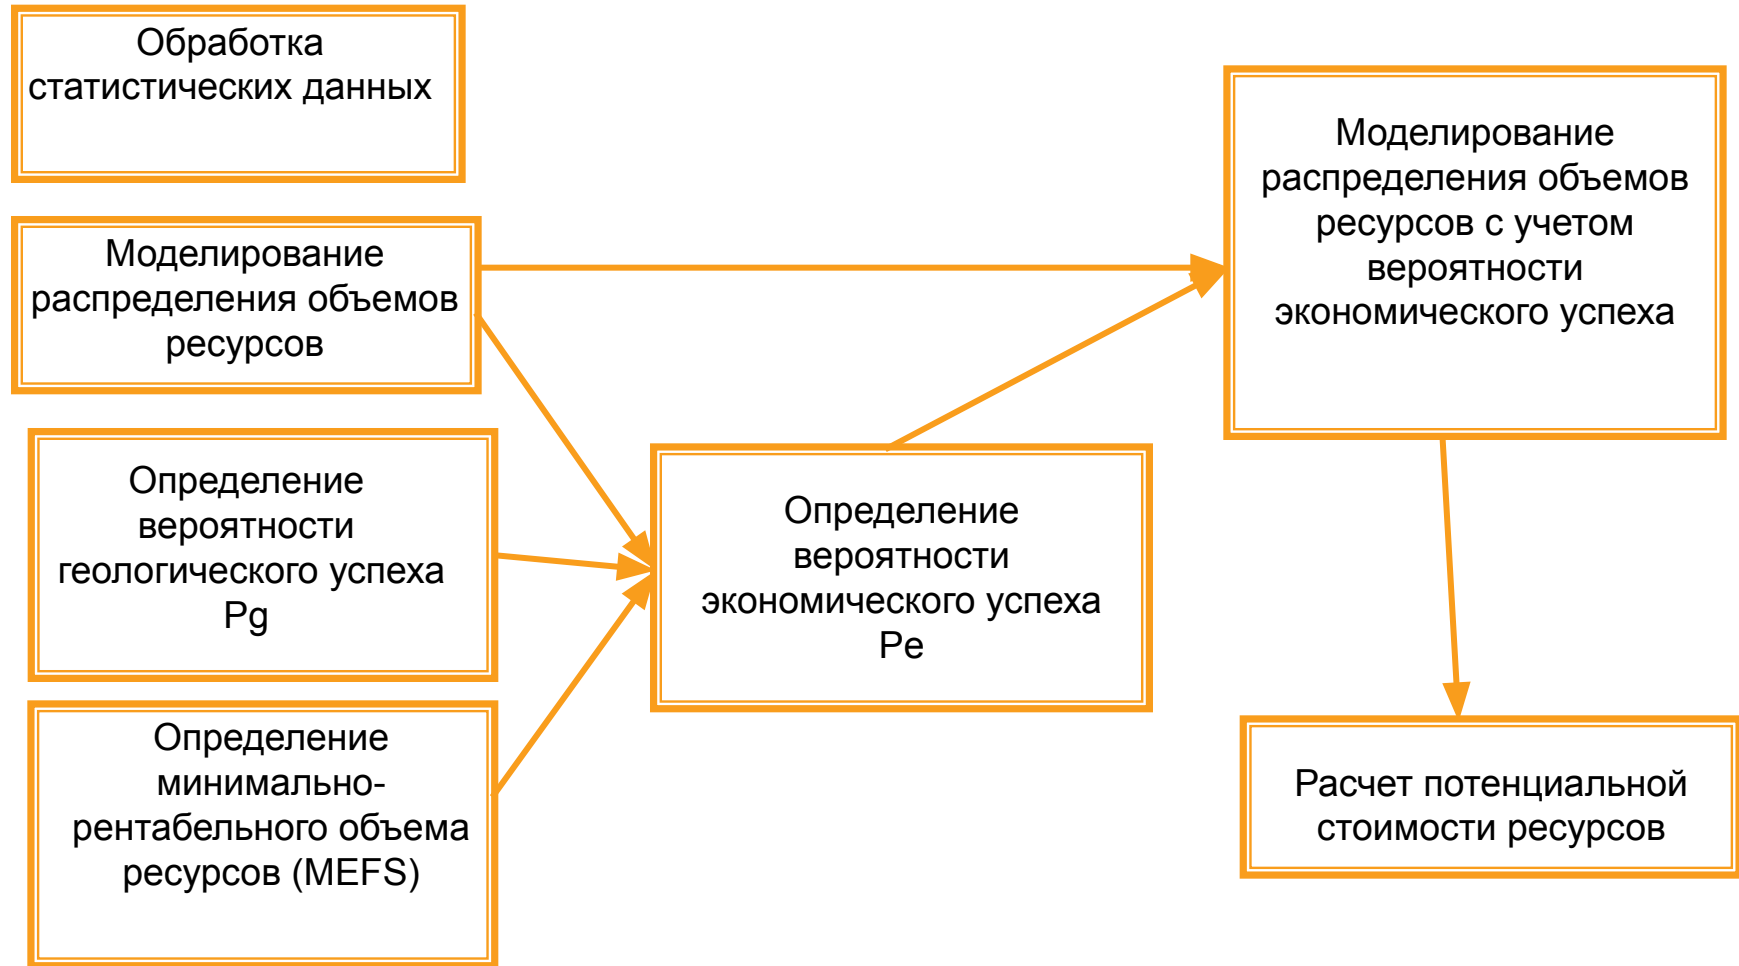 Обработка
статистических данных
Моделирование
распределения объемов
ресурсов
Определение
вероятности
геологического успеха
Pg
Определение
минимально-
рентабельного объема
ресурсов (MEFS)
Определение
вероятности
экономического успеха
Pe
Моделирование
распределения объемов
ресурсов с учетом
вероятности
экономического успеха
Расчет потенциальной
стоимости ресурсов